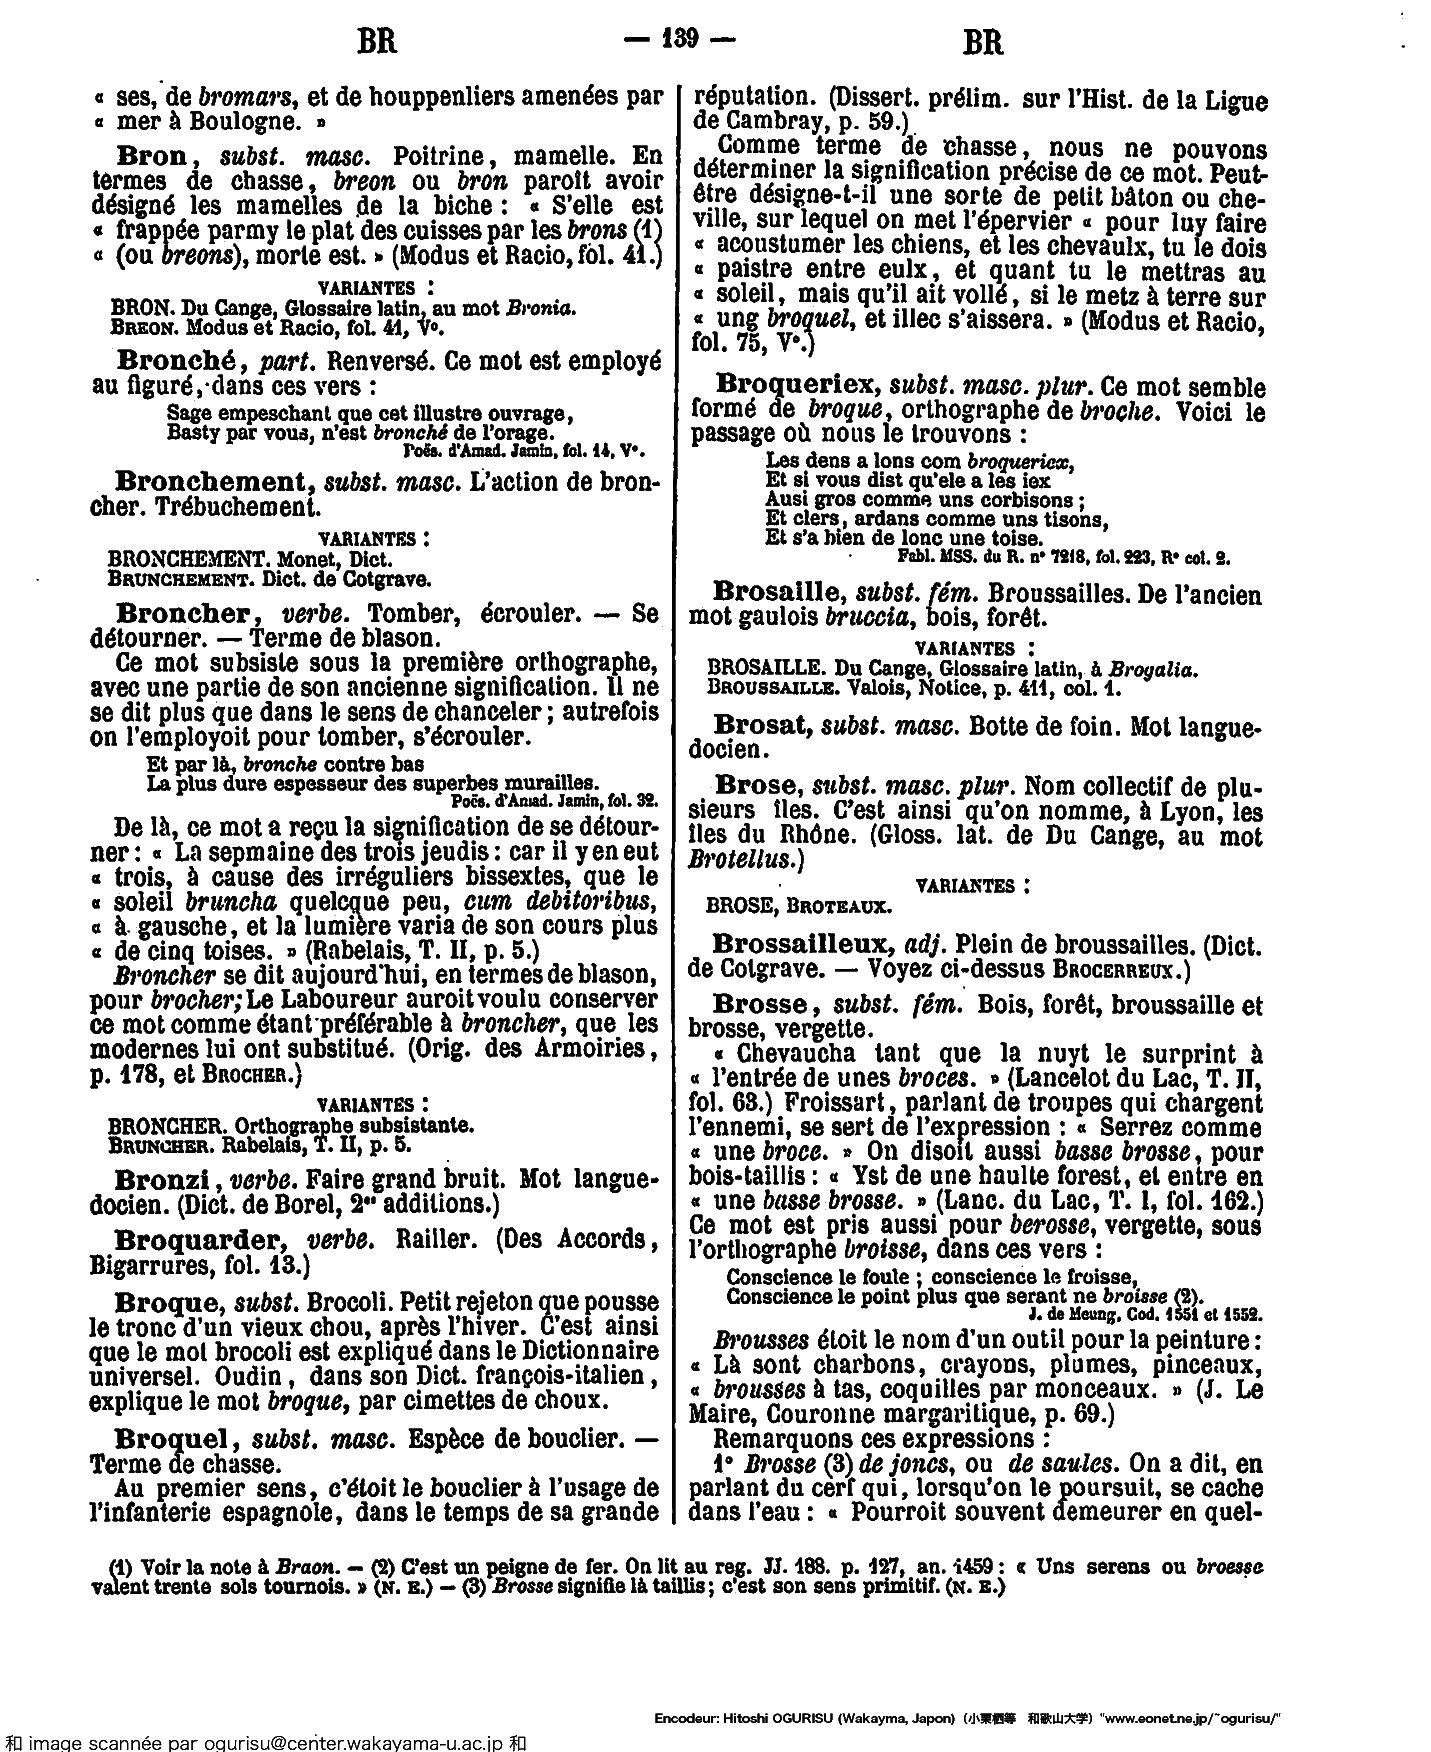 BR — 139 — BR
« ses, de bromars, et de houppenliers amenées par
« mer à Boulogne. »
Bron, subst. masc. Poitrine, mamelle. En
termes de chasse, breon ou bron paroît avoir
désigné les mamelles de la biche : « S'elle est
« frappée parmy le plat des cuisses par les brons (1)
« (ou breons), morte est. » (Modus et Racio, fol. 41.)
VARIANTES :
BRON. Du Cange, Glossaire latin, au mot Bronia.
BREON. Modus et Racio, fol. 41, V°.
Bronché, part. Renversé. Ce mot est employé
au figuré, dans ces vers :
Sage empeschant que cet illustre ouvrage,
Basty par vous, n'est bronché de l'orage.
Poës. d'Amad. Jamin, fol. 14, V°.
Bronchement, subst. masc. L'action de bron-
cher. Trébuchement.
VARIANTES :
BRONCHEMENT. Monet, Dict.
BRUNCHEMENT. Dict. de Cotgrave.
Broncher, verbe. Tomber, écrouler. — Se
détourner. — Terme de blason.
Ce mot subsiste sous la première orthographe,
avec une partie de son ancienne signification. Il ne
se dit plus que dans le sens de chanceler ; autrefois
on l'employoit pour tomber, s'écrouler.
Et par là, bronche contre bas
La plus dure espesseur des superbes murailles.
Poës. d'Amad. Jamin, fol. 32.
De là, ce mot a reçu la signification de se détour-
ner : « La sepmaine des trois jeudis : car il y en eut
« trois, à cause des irréguliers bissextes, que le
« soleil bruncha quelcque peu, cum debitoribus,
« à gausche, et la lumière varia de son cours plus
« de cinq toises. » (Rabelais, T. II, p. 5.)
Broncher se dit aujourd'hui, en termes de blason,
pour brocher; Le Laboureur auroit voulu conserver
ce mot comme étant préférable à broncher, que les
modernes lui ont substitué. (Orig. des Armoiries,
p. 178, et BROCHER.)
VARIANTES :
BRONCHER. Orthographe subsistante.
BRUNCHER. Rabelais, T. II, p. 5.
Bronzi, verbe. Faire grand bruit. Mot langue-
docien. (Dict. de Borel, 2es additions.)
Broquarder, verbe. Railler. (Des Accords,
Bigarrures, fol. 13.)
Broque, subst. Brocoli. Petit rejeton que pousse
le tronc d'un vieux chou, après l'hiver. C'est ainsi
que le mot brocoli est expliqué dans le Dictionnaire
universel. Oudin, dans son Dict. françois-italien,
explique le mot broque, par cimettes de choux.
Broquel, subst. masc. Espèce de bouclier. —
Terme de chasse.
Au premier sens, c'étoit le bouclier à l'usage de
l'infanterie espagnole, dans le temps de sa grande
réputation. (Dissert. prélim. sur l'Hist. de la Ligue
de Cambray, p. 59.)
Comme terme de chasse, nous ne pouvons
déterminer la signification précise de ce mot. Peut-
être désigne-t-il une sorte de petit bâton ou che-
ville, sur lequel on met l'épervier « pour luy faire
« acoustumer les chiens, et les chevaulx, tu le dois
« paistre entre eulx, et quant tu le mettras au
« soleil, mais qu'il ait vollé, si le metz à terre sur
« ung broquel, et illec s'aissera. » (Modus et Racio,
fol. 75, V°.)
Broqueriex, subst. masc. plur. Ce mot semble
formé de broque, orthographe de broche. Voici le
passage où nous le trouvons :
Les dens a lons com broqueriex,
Et si vous dist qu'ele a les iex
Ausi gros comme uns corbisons ;
Et clers, ardans comme uns tisons,
Et s'a bien de lonc une toise.
Fabl. MSS. du R. n° 7218, fol. 223, R° col. 2.
Brosaille, subst. fém. Broussailles. De l'ancien
mot gaulois bruccia, bois, forêt.
VARIANTES :
BROSAILLE. Du Cange, Glossaire latin, à Brogalia.
BROUSSAILLE. Valois, Notice, p. 411, col. 1.
Brosat, subst. masc. Botte de foin. Mot langue-
docien.
Brose, subst. masc. plur. Nom collectif de plu-
sieurs îles. C'est ainsi qu'on nomme, à Lyon, les
îles du Rhône. (Gloss. lat. de Du Cange, au mot
Brotellus.)
VARIANTES :
BROSE, BROTEAUX.
Brossailleux, adj. Plein de broussailles. (Dict.
de Cotgrave. — Voyez ci-dessus BROCERREUX.)
Brosse, subst. fém. Bois, forêt, broussaille et
brosse, vergette.
« Chevaucha tant que la nuyt le surprint à
« l'entrée de unes broces. » (Lancelot du Lac, T. II,
fol. 63.) Froissart, parlant de troupes qui chargent
l'ennemi, se sert de l'expression : « Serrez comme
« une broce. » On disoit aussi basse brosse, pour
bois-taillis : « Yst de une haulte forest, et entre en
« une basse brosse. » (Lanc. du Lac, T. I, fol. 162.)
Ce mot est pris aussi pour berosse, vergette, sous
l'orthographe broisse, dans ces vers :
Conscience le foule ; conscience le froisse,
Conscience le point plus que serant ne broisse (2).
J. de Meung, Cod. 1551 et 1552.
Brousses étoit le nom d'un outil pour la peinture :
« Là sont charbons, crayons, plumes, pinceaux,
« brousses à tas, coquilles par monceaux. » (J. Le
Maire, Couronne margaritique, p. 69.)
Remarquons ces expressions :
1° Brosse (3) de joncs, ou de saules. On a dit, en
parlant du cerf qui, lorsqu'on le poursuit, se cache
dans l'eau : « Pourroit souvent demeurer en quel-
(1) Voir la note à Braon. — (2) C'est un peigne de fer. On lit au reg. JJ. 188. p. 127, an. 1459 : « Uns serens ou broesse
valent trente sols tournois. » (N. E.) — (3) Brosse signifie là taillis ; c'est son sens primitif. (N. E.)
Encodeur: Hitoshi OGURISU (Wakayma, Japon) (小栗栖等 和歌山大学) "www.eonet.ne.jp/~ogurisu/"
和 image scannée par ogurisu@center.wakayama-u.ac.jp 和